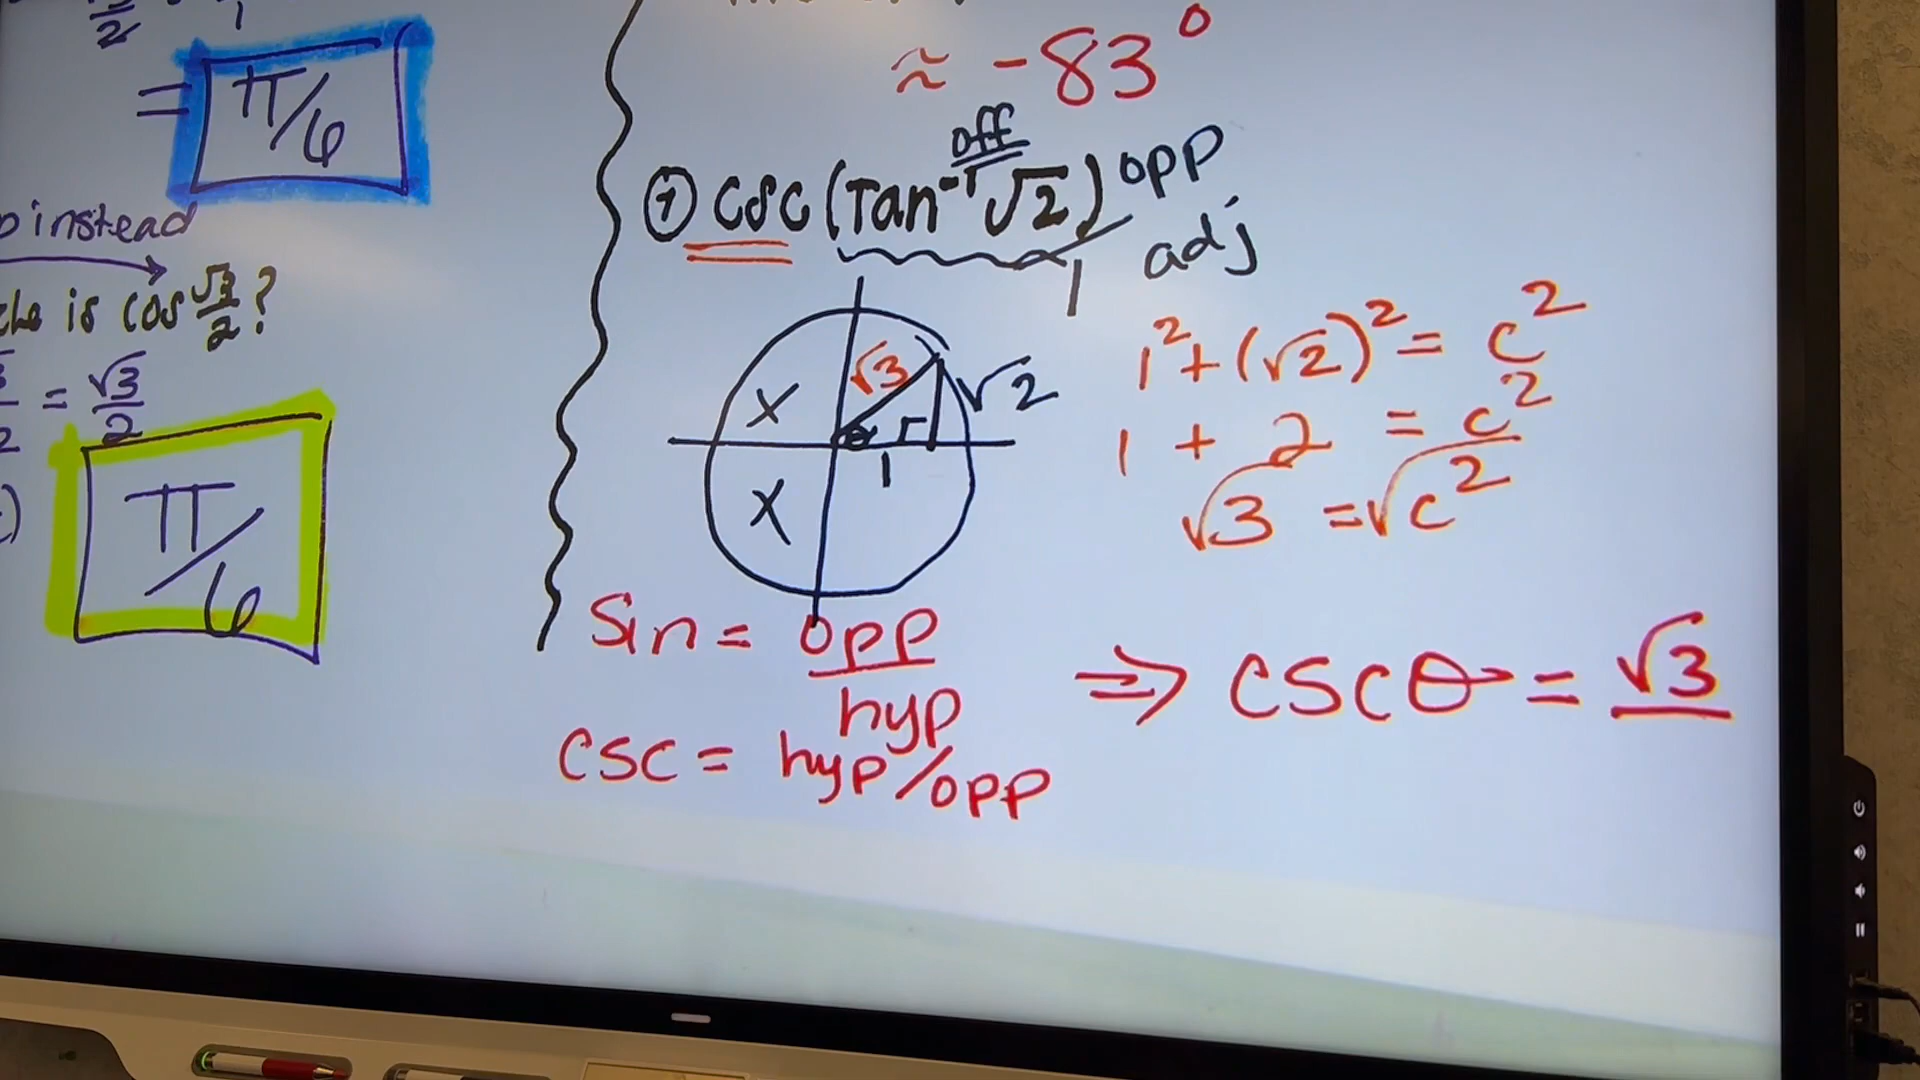 = π/6
instead
is cos √3/2 ?
= √3/2
π/6
≈ -83°
off
⑦ csc (Tan⁻¹ √2) opp
1 adj
√3 √2
X
θ 1
X
1² + (√2)² = c²
1 + 2 = c²
√3 = √c²
Sin = opp/hyp
csc = hyp/opp
⇒ cscθ = √3